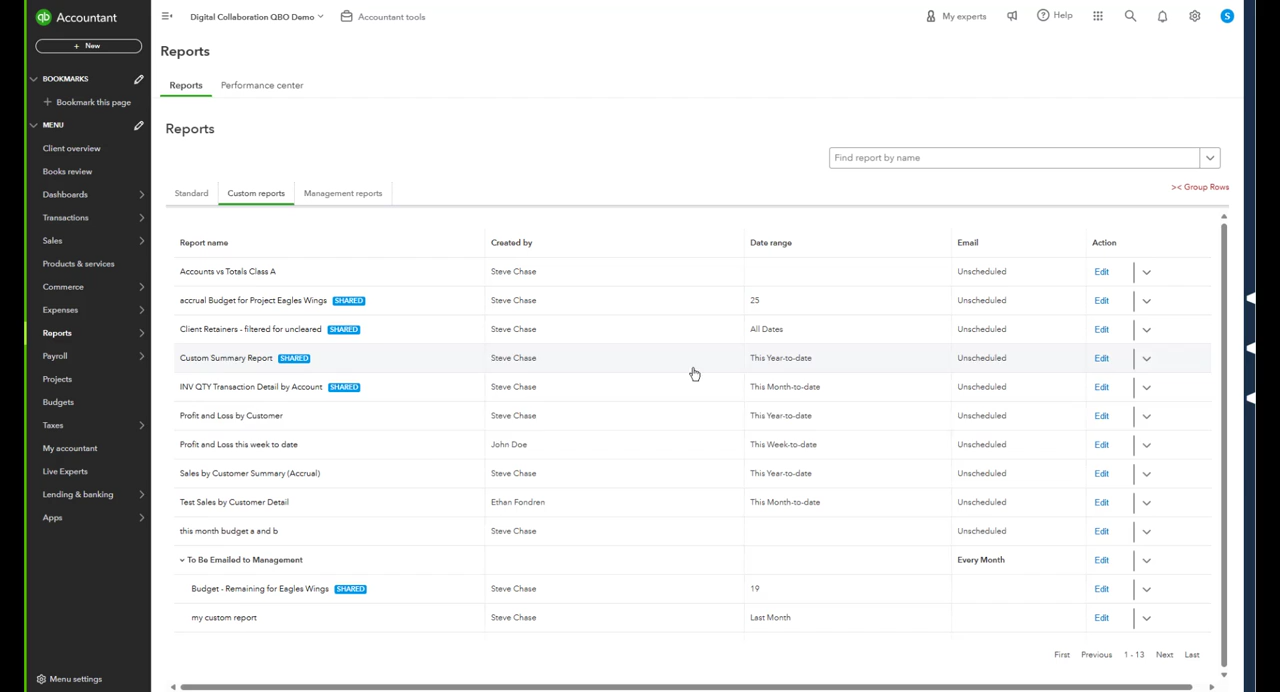 qb Accountant
Digital Collaboration QBO Demo
Accountant tools
My experts
Help
S
+ New
BOOKMARKS
+ Bookmark this page
MENU
Client overview
Books review
Dashboards
Transactions
Sales
Products & services
Commerce
Expenses
Reports
Payroll
Projects
Budgets
Taxes
My accountant
Live Experts
Lending & banking
Apps
Menu settings
Reports
Reports Performance center
Reports
Find report by name
Standard Custom reports Management reports
>< Group Rows
Report name Created by Date range Email Action
Accounts vs Totals Class A Steve Chase Unscheduled Edit
accrual Budget for Project Eagles Wings SHARED Steve Chase 25 Unscheduled Edit
Client Retainers - filtered for uncleared SHARED Steve Chase All Dates Unscheduled Edit
Custom Summary Report SHARED Steve Chase This Year-to-date Unscheduled Edit
INV QTY Transaction Detail by Account SHARED Steve Chase This Month-to-date Unscheduled Edit
Profit and Loss by Customer Steve Chase This Year-to-date Unscheduled Edit
Profit and Loss this week to date John Doe This Week-to-date Unscheduled Edit
Sales by Customer Summary (Accrual) Steve Chase This Year-to-date Unscheduled Edit
Test Sales by Customer Detail Ethan Fondren This Month-to-date Unscheduled Edit
this month budget a and b Steve Chase Unscheduled Edit
To Be Emailed to Management Every Month Edit
Budget - Remaining for Eagles Wings SHARED Steve Chase 19 Edit
my custom report Steve Chase Last Month Edit
First Previous 1 - 13 Next Last